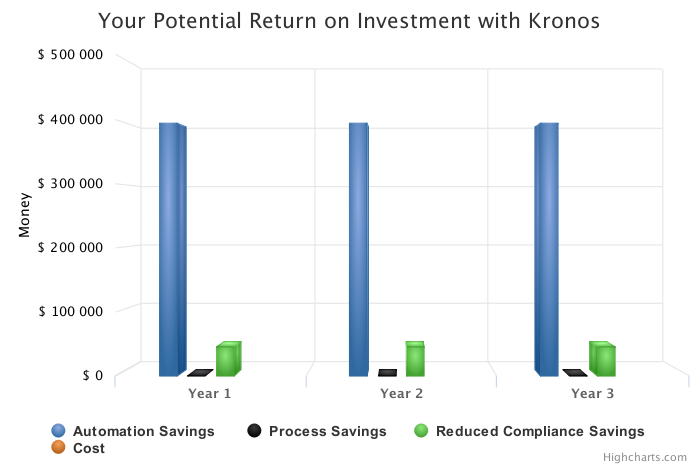 Your Potential Return on Investment with Kronos
$ 500 000
$ 400 000
$ 300 000
$ 200 000
$ 100 000
$ 0
Money
Year 1
Year 2
Year 3
Automation Savings
Process Savings
Reduced Compliance Savings
Cost
Highcharts.com